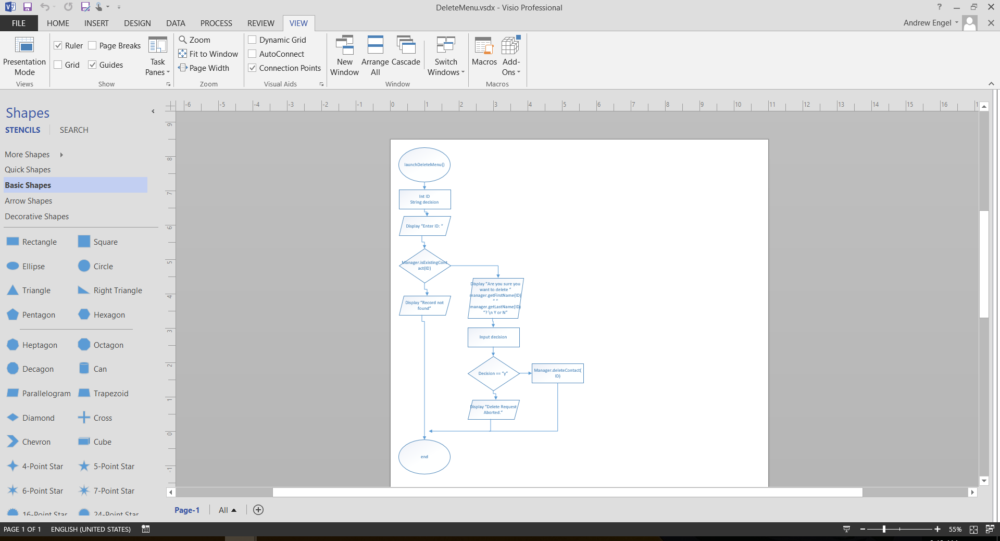 DeleteMenu.vsdx - Visio Professional
?
FILE HOME INSERT DESIGN DATA PROCESS REVIEW VIEW
Andrew Engel
Presentation Mode
Views
Ruler
Page Breaks
Grid
Guides
Task Panes
Show
Zoom
Fit to Window
Page Width
Zoom
Dynamic Grid
AutoConnect
Connection Points
Visual Aids
New Window
Arrange All
Cascade
Switch Windows
Window
Macros
Add-Ons
Macros
Shapes
STENCILS SEARCH
More Shapes
Quick Shapes
Basic Shapes
Arrow Shapes
Decorative Shapes
Rectangle Square
Ellipse Circle
Triangle Right Triangle
Pentagon Hexagon
Heptagon Octagon
Decagon Can
Parallelogram Trapezoid
Diamond Cross
Chevron Cube
4-Point Star 5-Point Star
6-Point Star 7-Point Star
16-Point Star 24-Point Star
-6 -5 -4 -3 -2 -1 0 1 2 3 4 5 6 7 8 9 10 11 12 13 14 15 16 1
9
8
7
6
5
4
3
2
1
0
-1
launchDeleteMenu()
Int ID
String decision
Display “Enter ID: “
Manager.isExistingCont
act(ID)
Display “Record not
found”
Display “Are you sure you
want to delete “
manager.getFirstName(ID)
“ “
manager.getLastName(ID)
“? \n Y or N”
Input decision
Decision == “y”
Manager.deleteContact(
ID)
Display “Delete Request
Aborted.”
end
Page-1 All
PAGE 1 OF 1 ENGLISH (UNITED STATES)
55%